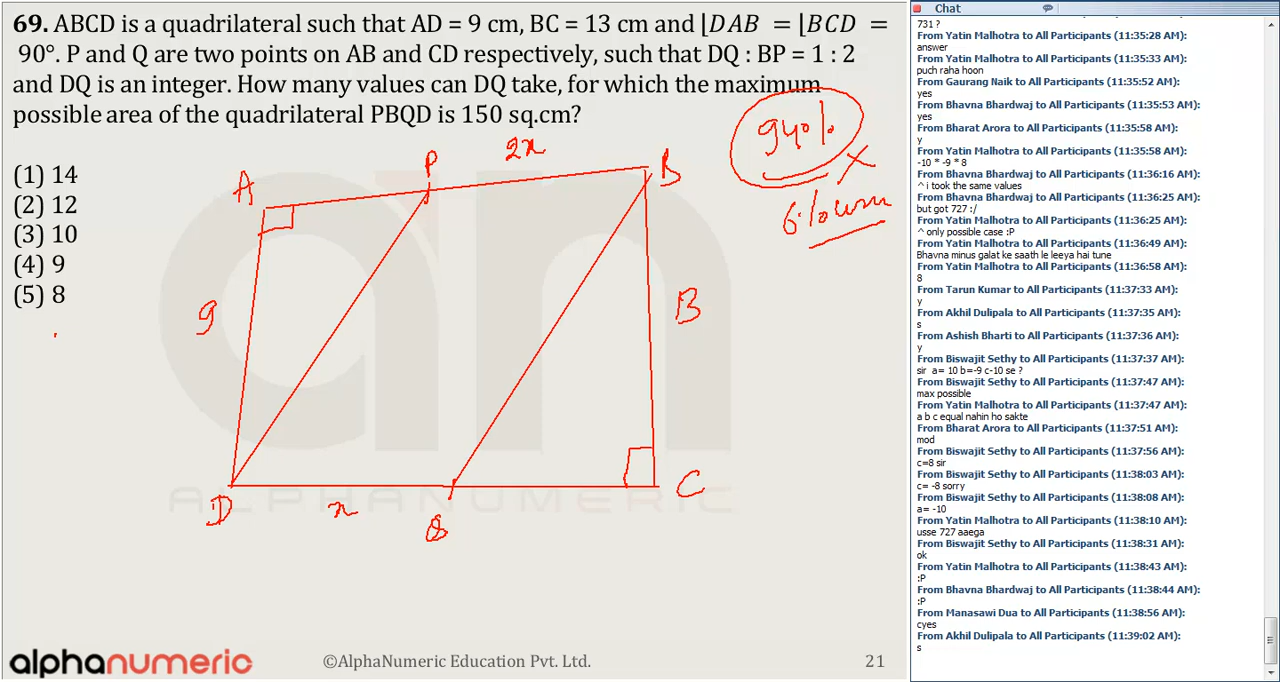 69. ABCD is a quadrilateral such that AD = 9 cm, BC = 13 cm and ⌊DAB = ⌊BCD =
90°. P and Q are two points on AB and CD respectively, such that DQ : BP = 1 : 2
and DQ is an integer. How many values can DQ take, for which the maximum
possible area of the quadrilateral PBQD is 150 sq.cm?
(1) 14
(2) 12
(3) 10
(4) 9
(5) 8
94%
A
P
2x
B
9
B
D
x
Q
C
ALPHANUMERIC
alphanumeric
©AlphaNumeric Education Pvt. Ltd.
21
Chat
731 ?
From Yatin Malhotra to All Participants (11:35:28 AM):
answer
From Yatin Malhotra to All Participants (11:35:33 AM):
puch raha hoon
From Gaurang Naik to All Participants (11:35:52 AM):
yes
From Bhavna Bhardwaj to All Participants (11:35:53 AM):
yes
From Bharat Arora to All Participants (11:35:58 AM):
y
From Yatin Malhotra to All Participants (11:35:58 AM):
-10 * -9 * 8
From Bhavna Bhardwaj to All Participants (11:36:16 AM):
^ i took the same values
From Bhavna Bhardwaj to All Participants (11:36:25 AM):
but got 727 :/
From Yatin Malhotra to All Participants (11:36:25 AM):
^ only possible case :P
From Yatin Malhotra to All Participants (11:36:49 AM):
Bhavna minus galat ke saath le leeya hai tune
From Yatin Malhotra to All Participants (11:36:58 AM):
8
From Tarun Kumar to All Participants (11:37:33 AM):
y
From Akhil Dulipala to All Participants (11:37:35 AM):
s
From Ashish Bharti to All Participants (11:37:36 AM):
y
From Biswajit Sethy to All Participants (11:37:37 AM):
sir a= 10 b=-9 c-10 se ?
From Biswajit Sethy to All Participants (11:37:47 AM):
max possible
From Yatin Malhotra to All Participants (11:37:47 AM):
a b c equal nahin ho sakte
From Bharat Arora to All Participants (11:37:51 AM):
mod
From Biswajit Sethy to All Participants (11:37:56 AM):
c=8 sir
From Biswajit Sethy to All Participants (11:38:03 AM):
c= -8 sorry
From Biswajit Sethy to All Participants (11:38:08 AM):
a= -10
From Yatin Malhotra to All Participants (11:38:10 AM):
usse 727 aaega
From Biswajit Sethy to All Participants (11:38:31 AM):
ok
From Yatin Malhotra to All Participants (11:38:43 AM):
:P
From Bhavna Bhardwaj to All Participants (11:38:44 AM):
:P
From Manasawi Dua to All Participants (11:38:56 AM):
cyes
From Akhil Dulipala to All Participants (11:39:02 AM):
s